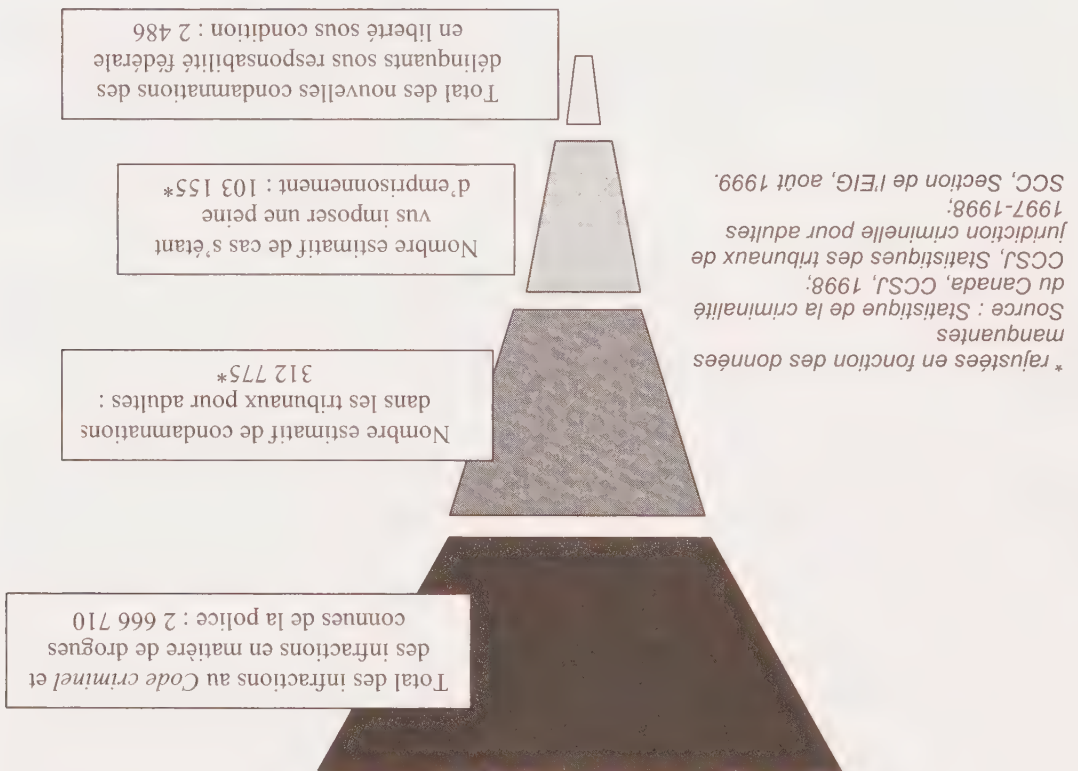 Total des infractions au Code criminel et
des infractions en matière de drogues
connues de la police : 2 666 710
Nombre estimatif de condamnations
dans les tribunaux pour adultes :
312 775*
Nombre estimatif de cas s'étant
vus imposer une peine
d'emprisonnement : 103 155*
Total des nouvelles condamnations des
délinquants sous responsabilité fédérale
en liberté sous condition : 2 486
* rajustées en fonction des données
manquantes
Source : Statistique de la criminalité
du Canada, CCSJ, 1998;
CCSJ, Statistiques des tribunaux de
juridiction criminelle pour adultes
1997-1998;
SCC, Section de l'EIG, août 1999.